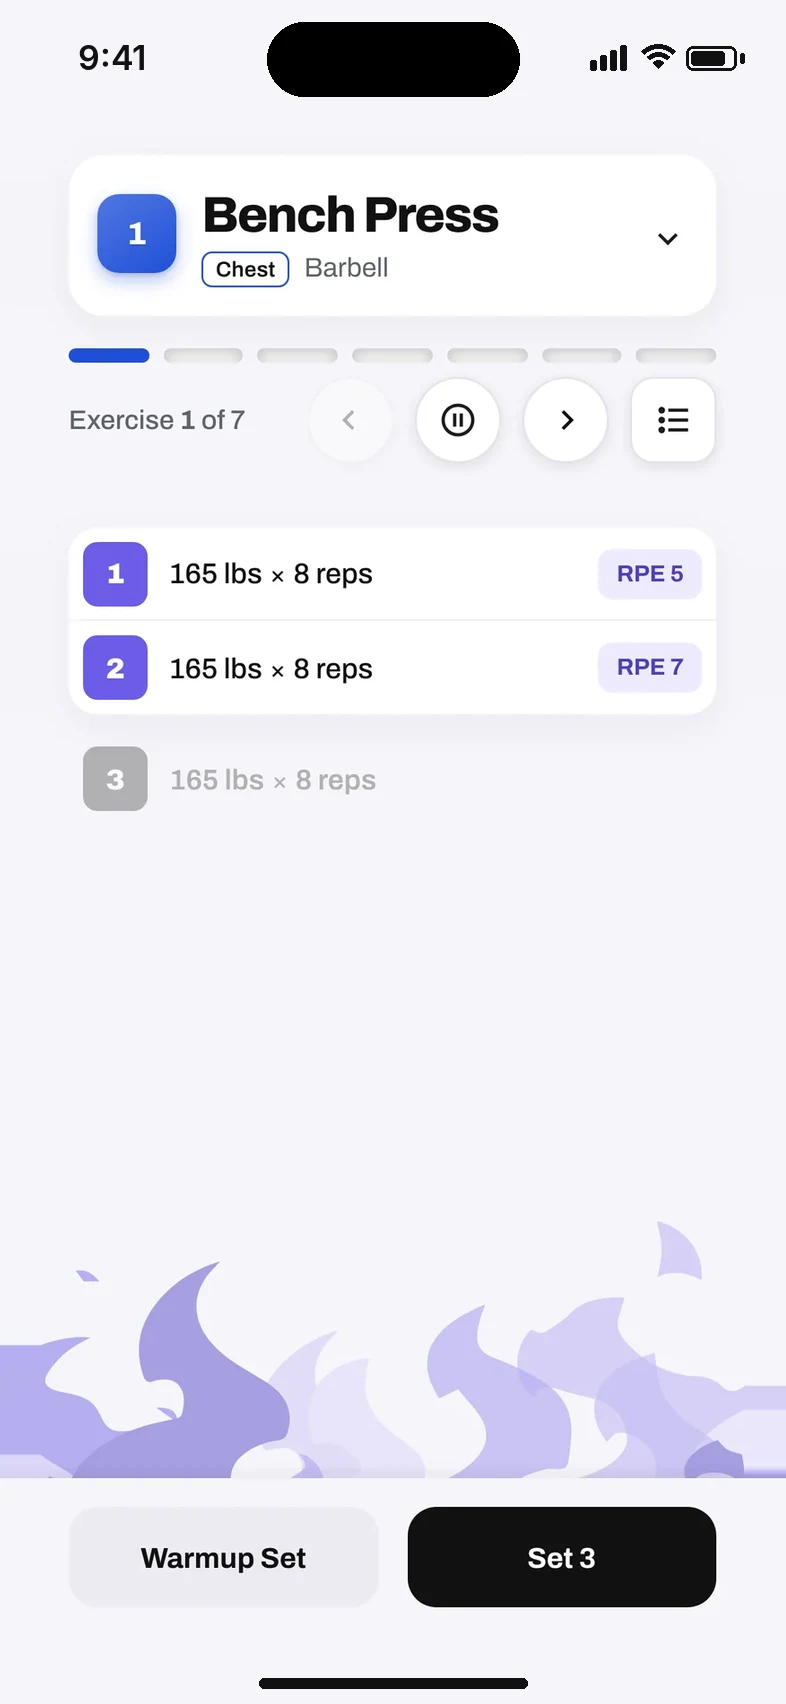 9:41
1
Bench Press
Chest Barbell
Exercise 1 of 7
1 165 lbs × 8 reps RPE 5
2 165 lbs × 8 reps RPE 7
3 165 lbs × 8 reps
Warmup Set Set 3